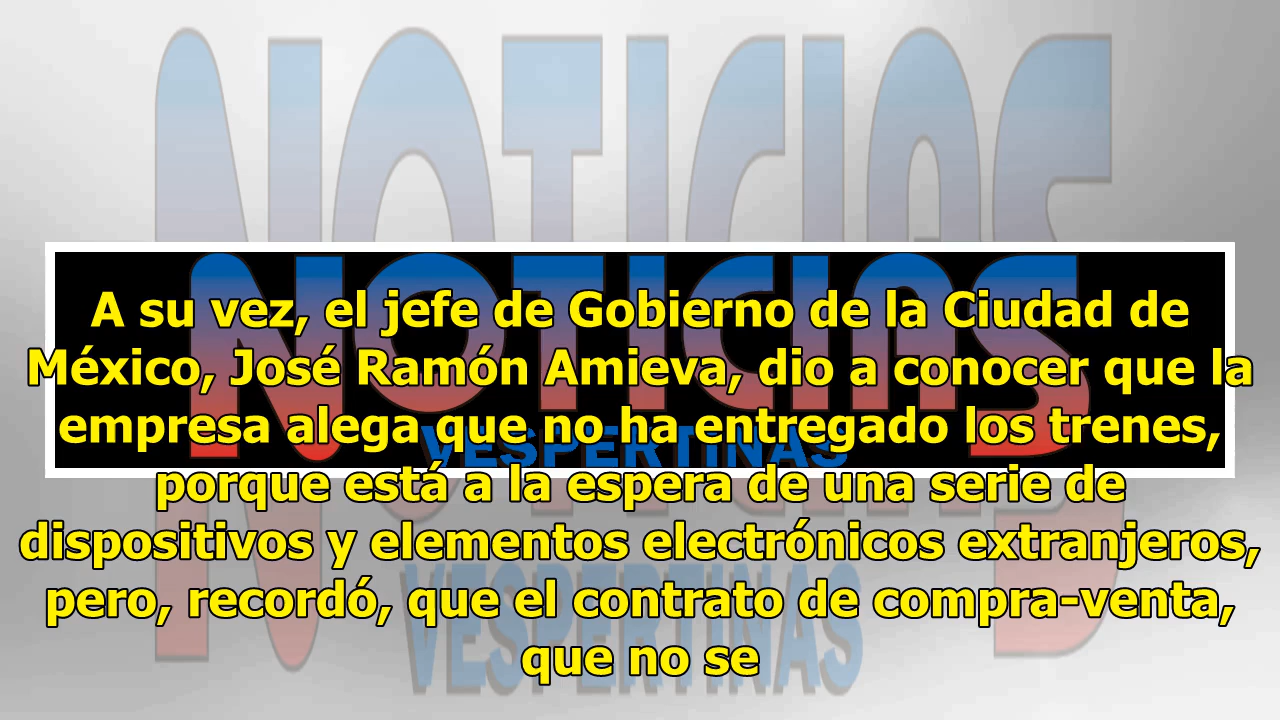 NOTICIAS
NOTICIAS
A su vez, el jefe de Gobierno de la Ciudad de
México, José Ramón Amieva, dio a conocer que la
empresa alega que no ha entregado los trenes,
VESPERTINAS
porque está a la espera de una serie de
dispositivos y elementos electrónicos extranjeros,
pero, recordó, que el contrato de compra-venta,
VESPERTINAS
que no se